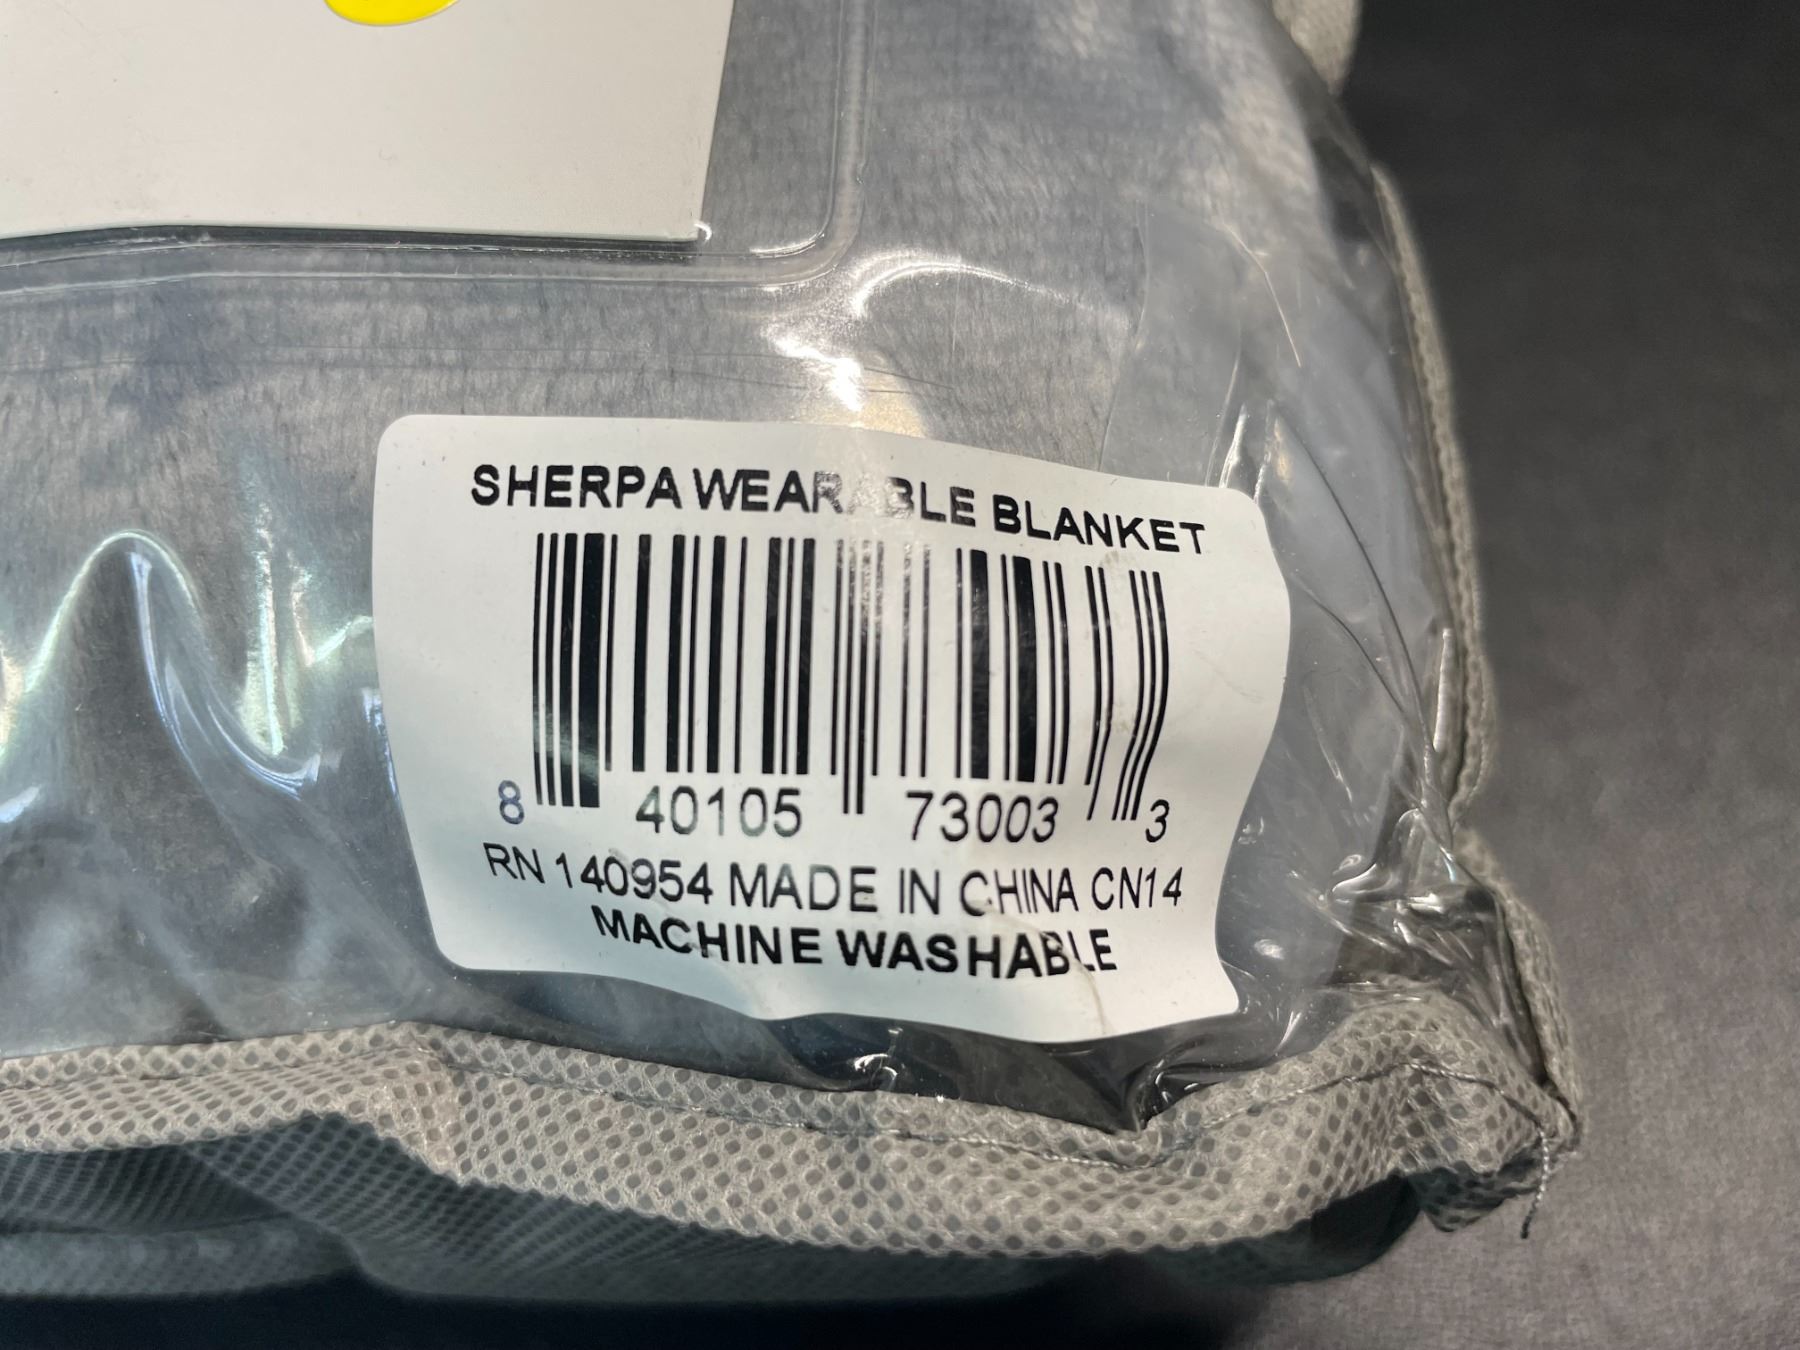 SHERPA WEARABLE BLANKET
8 40105 73003 3
RN 140954 MADE IN CHINA CN14
MACHINE WASHABLE